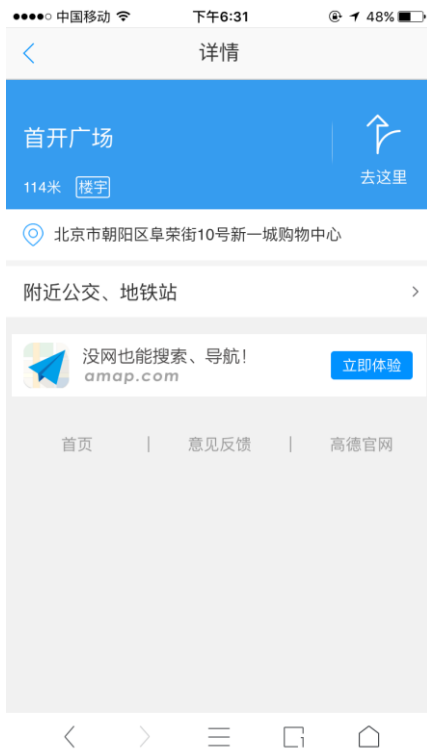 中国移动 下午6:31 48%
详情
首开广场
114米 楼宇
去这里
北京市朝阳区阜荣街10号新一城购物中心
附近公交、地铁站
没网也能搜索、导航!
amap.com
立即体验
首页 | 意见反馈 | 高德官网
1